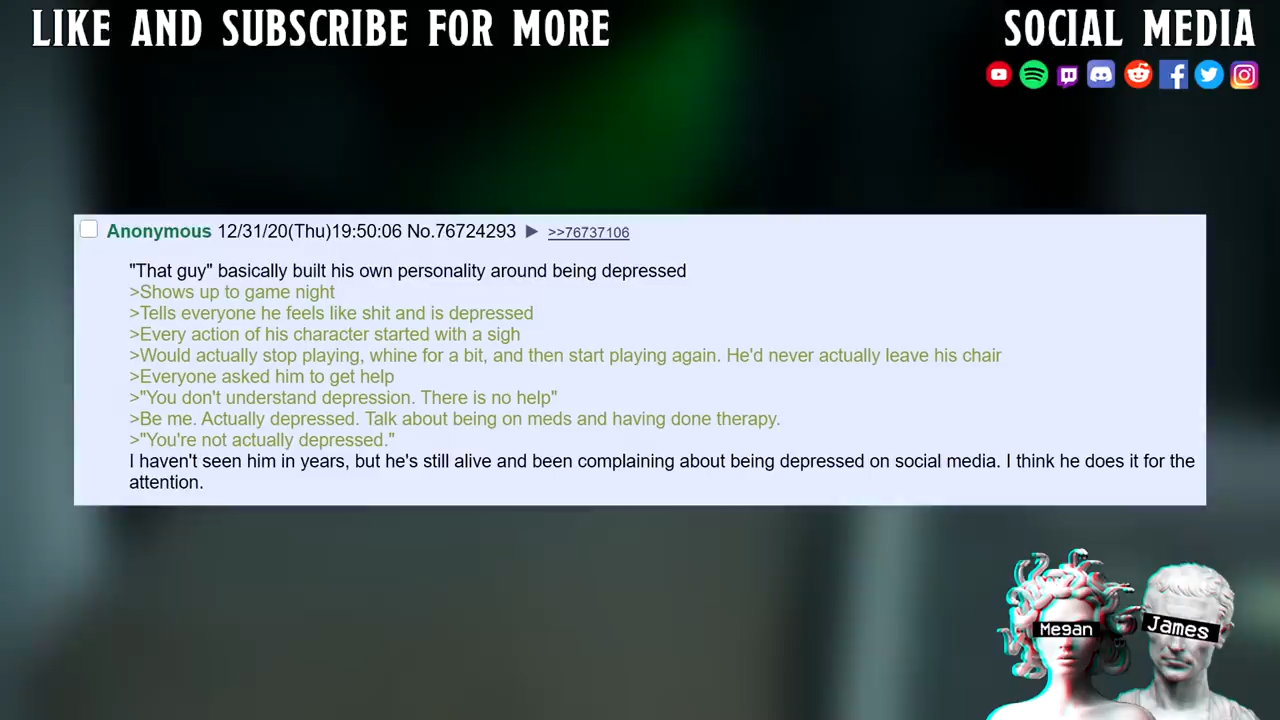 LIKE AND SUBSCRIBE FOR MORE
SOCIAL MEDIA
Anonymous 12/31/20(Thu)19:50:06 No.76724293 ▶ >>76737106
"That guy" basically built his own personality around being depressed
>Shows up to game night
>Tells everyone he feels like shit and is depressed
>Every action of his character started with a sigh
>Would actually stop playing, whine for a bit, and then start playing again. He'd never actually leave his chair
>Everyone asked him to get help
>"You don't understand depression. There is no help"
>Be me. Actually depressed. Talk about being on meds and having done therapy.
>"You're not actually depressed."
I haven't seen him in years, but he's still alive and been complaining about being depressed on social media. I think he does it for the
attention.
Megan
James